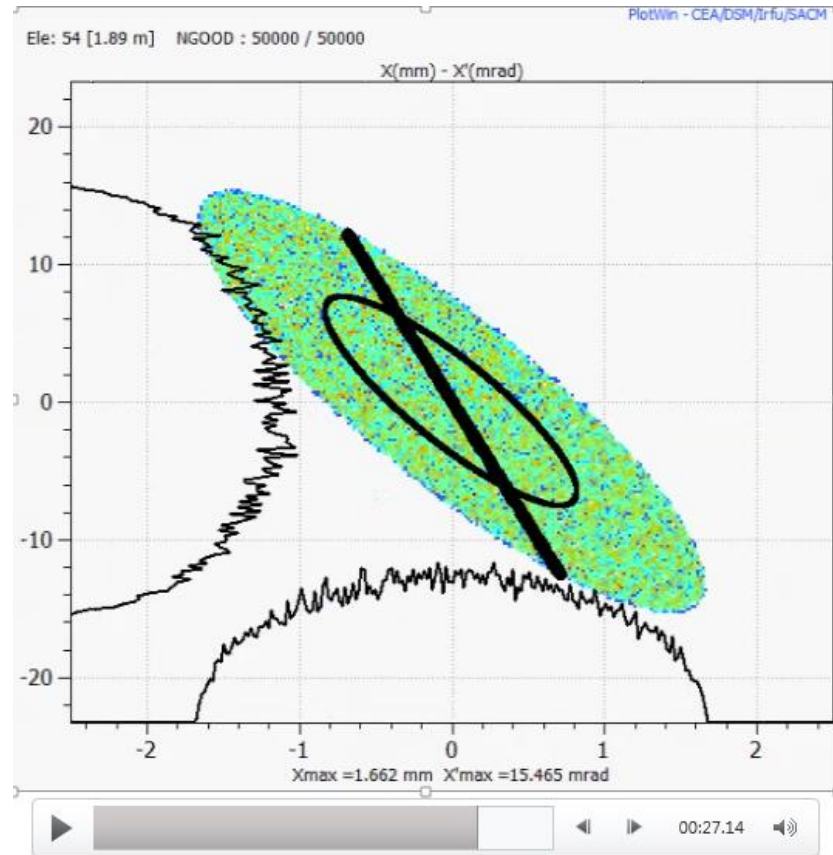 PlotWin - CEA/DSM/Irfu/SACM
Ele: 54 [1.89 m] NGOOD : 50000 / 50000
X(mm) - X'(mrad)
20
10
0
-10
-20
-2 -1 0 1 2
Xmax =1.662 mm X'max =15.465 mrad
00:27.14